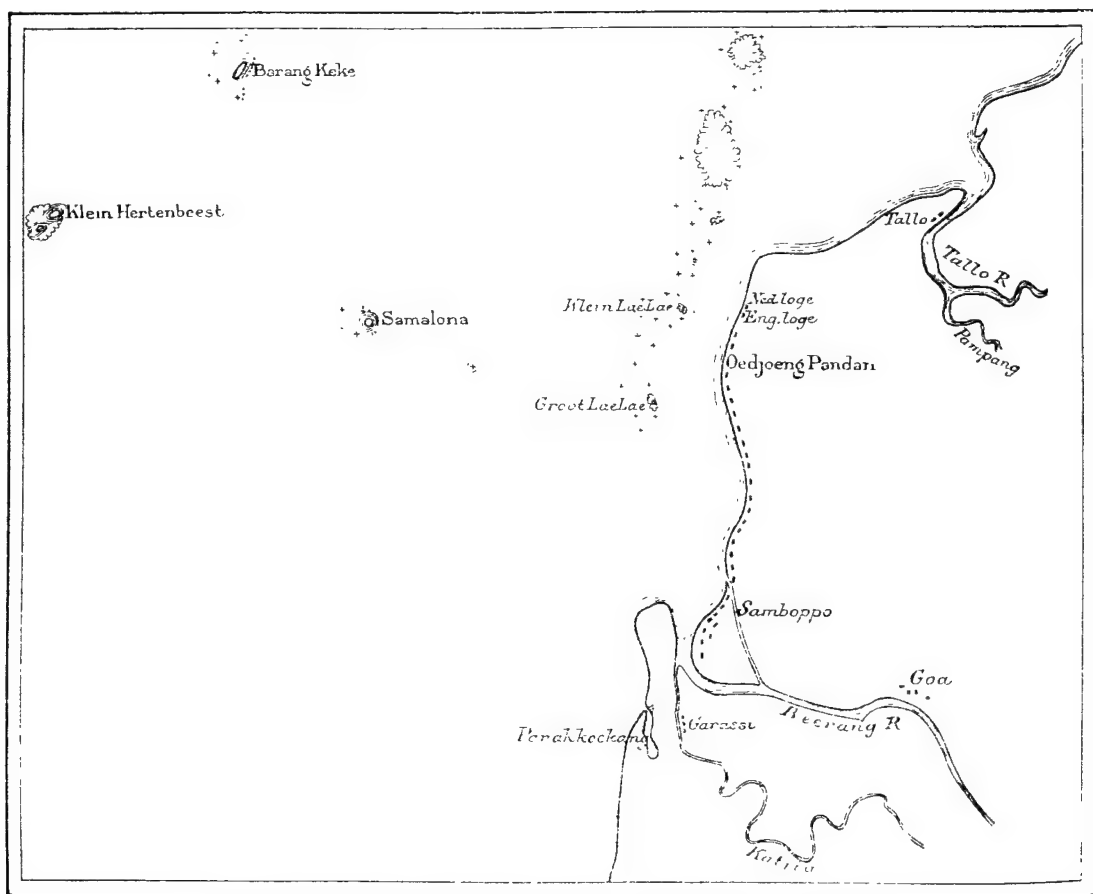 Barang Keke
Klein Hertenbeest
Tallo
Tallo R
Pampang
Samalona
Klein LaeLae
Ned. loge
Eng. loge
Oedjoeng Pandan
Groot LaeLae
Samboppo
Goa
Beerang R
Garassi